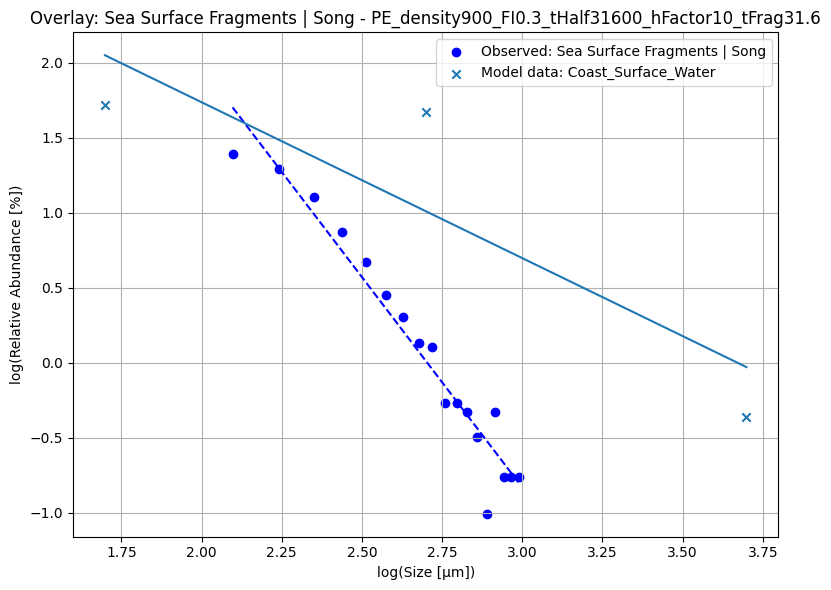 Overlay: Sea Surface Fragments | Song - PE_density900_FI0.3_tHalf31600_hFactor10_tFrag31.6
Observed: Sea Surface Fragments | Song
Model data: Coast_Surface_Water
log(Relative Abundance [%])
2.0
1.5
1.0
0.5
0.0
−0.5
−1.0
1.75 2.00 2.25 2.50 2.75 3.00 3.25 3.50 3.75
log(Size [μm])